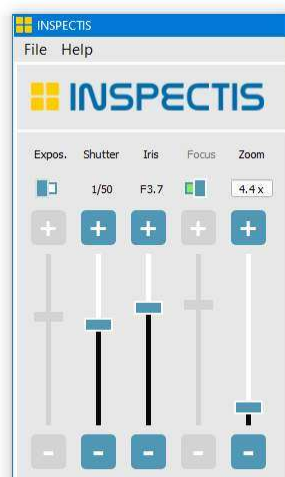 INSPECTIS
File Help
INSPECTIS
Expos. Shutter Iris Focus Zoom
1/50 F3.7 4.4 x
+ + + + +
- - - - -